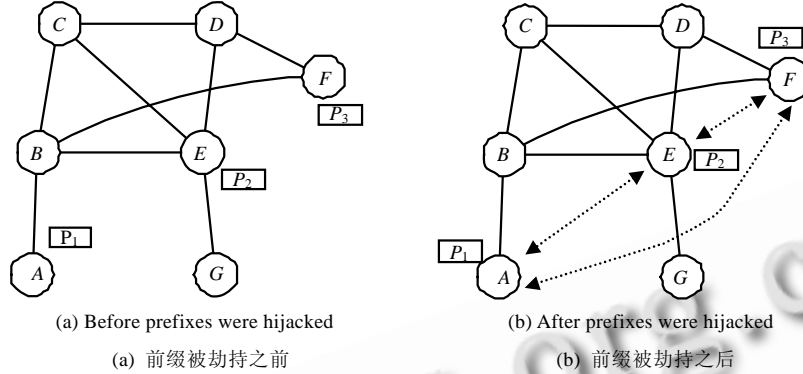 C
D
F
P3
B
E
P2
P1
A
G
(a) Before prefixes were hijacked
(a) 前缀被劫持之前
C
D
P3
F
B
E
P2
P1
A
G
(b) After prefixes were hijacked
(b) 前缀被劫持之后
.org.c